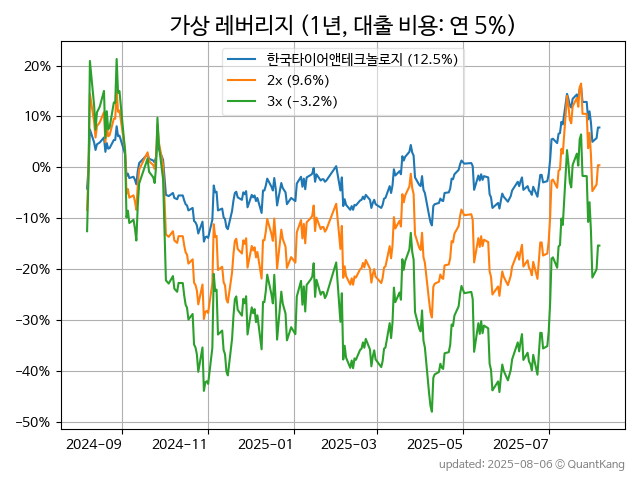 가상 레버리지 (1년, 대출 비용: 연 5%)
한국타이어앤테크놀로지 (12.5%)
2x (9.6%)
3x (−3.2%)
20%
10%
0%
−10%
−20%
−30%
−40%
−50%
2024-09 2024-11 2025-01 2025-03 2025-05 2025-07
updated: 2025-08-06 © QuantKang